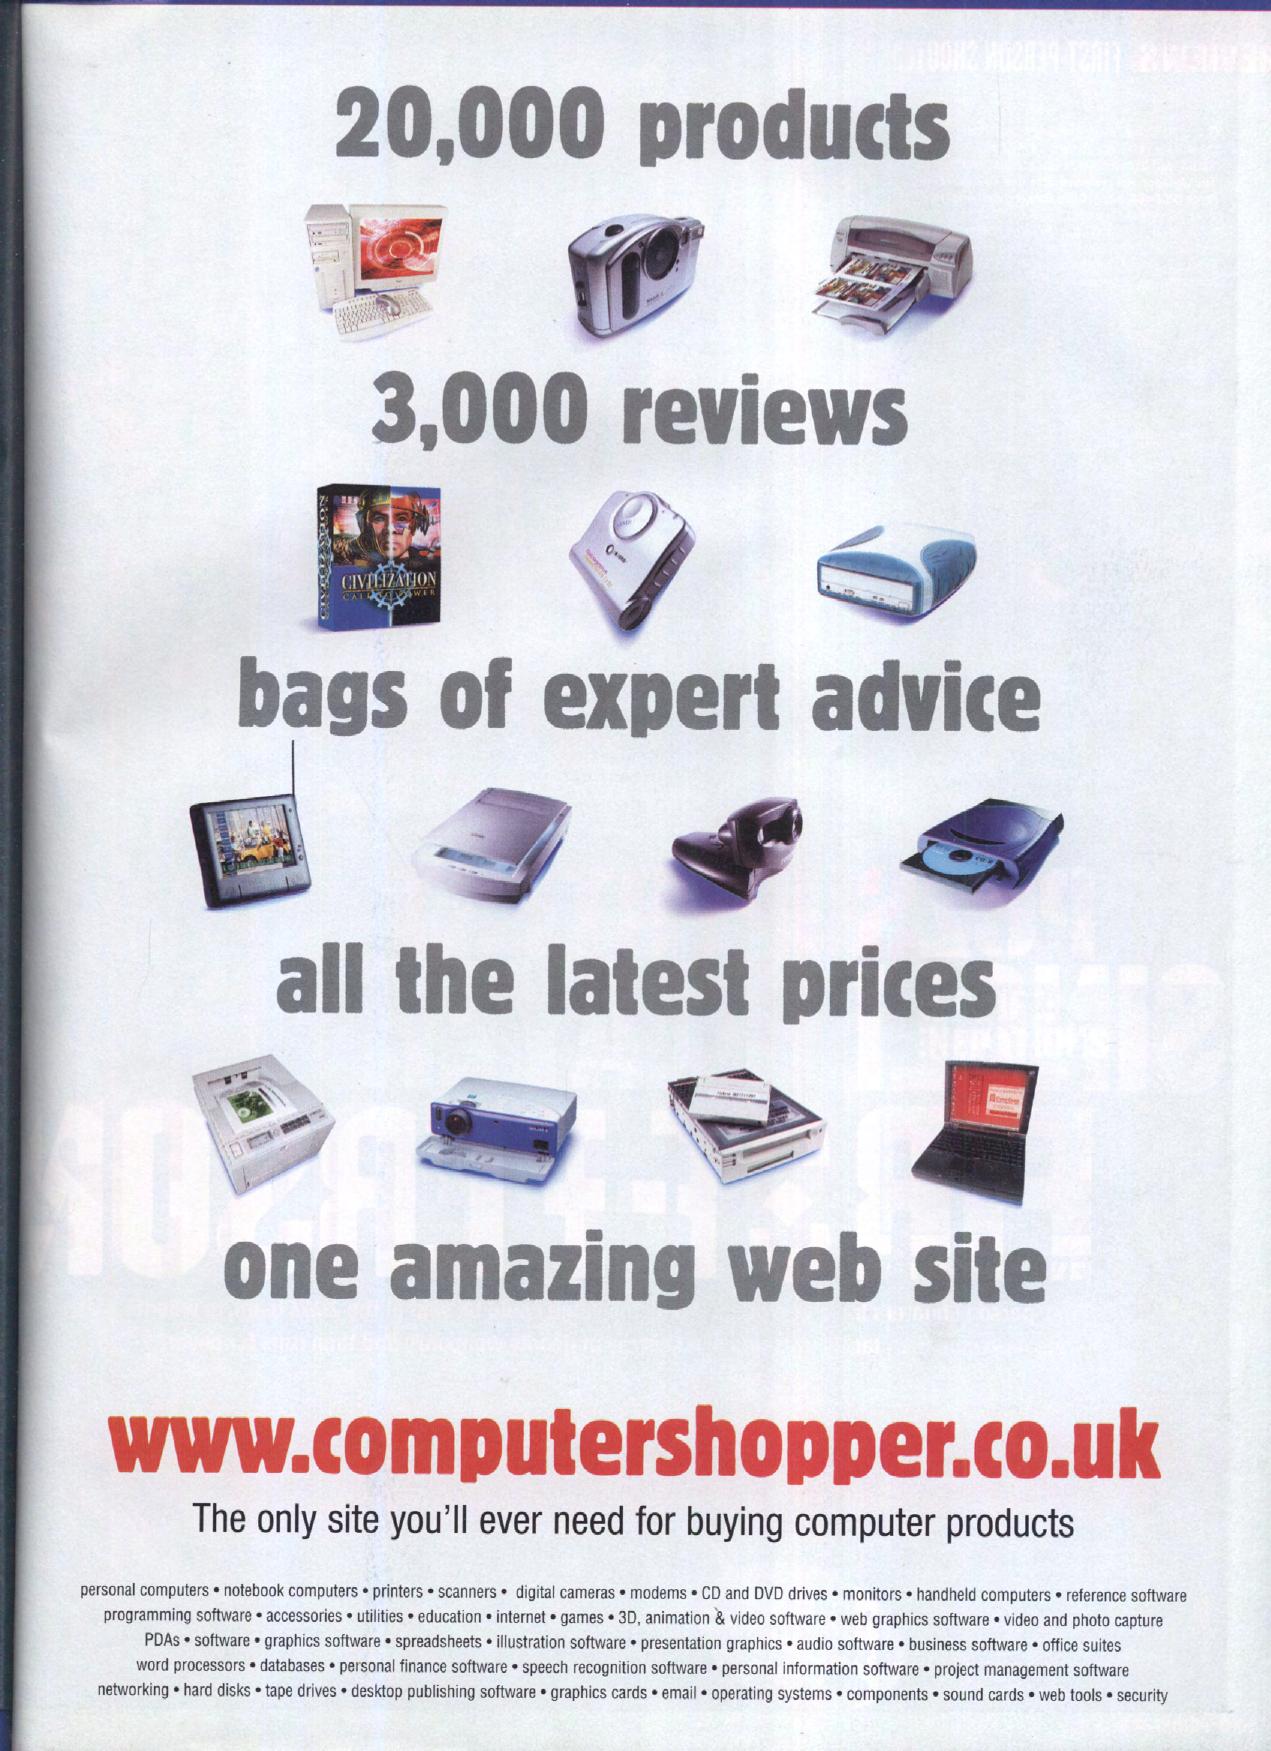 20,000 products
3,000 reviews
CIVILIZATION
CIVILIZATION
CALL TO POWER
bags of expert advice
all the latest prices
one amazing web site
www.computershopper.co.uk
The only site you'll ever need for buying computer products
personal computers • notebook computers • printers • scanners • digital cameras • modems • CD and DVD drives • monitors • handheld computers • reference software
programming software • accessories • utilities • education • internet • games • 3D, animation & video software • web graphics software • video and photo capture
PDAs • software • graphics software • spreadsheets • illustration software • presentation graphics • audio software • business software • office suites
word processors • databases • personal finance software • speech recognition software • personal information software • project management software
networking • hard disks • tape drives • desktop publishing software • graphics cards • email • operating systems • components • sound cards • web tools • security